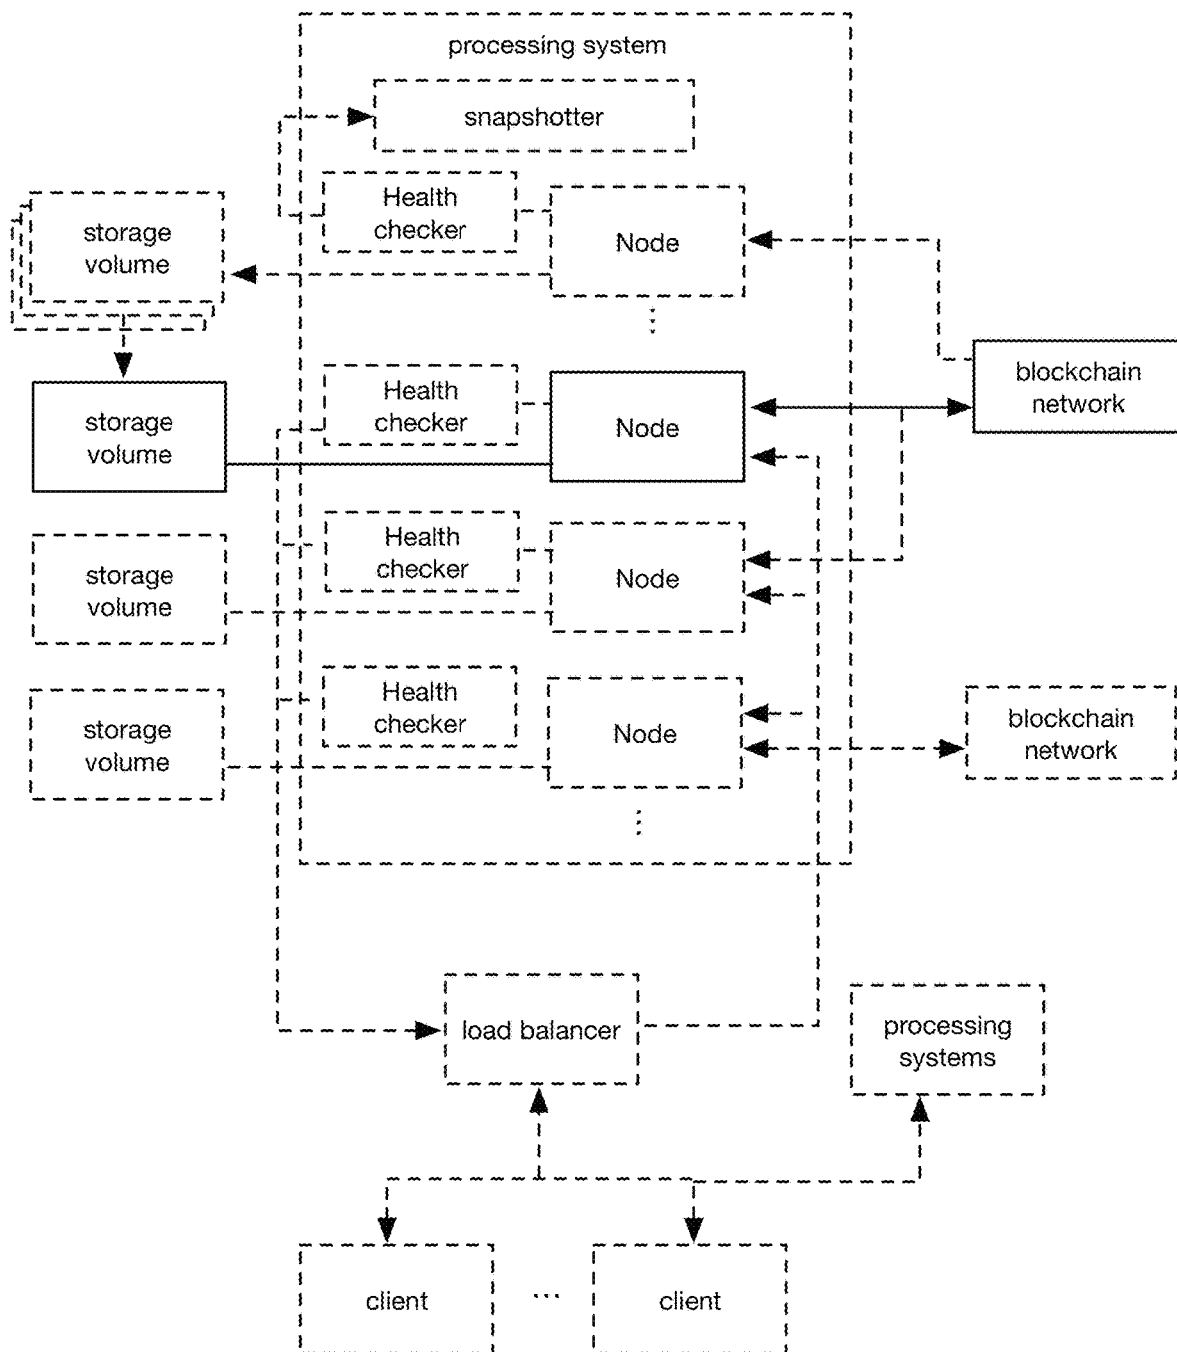 processing system
snapshotter
Health
checker
Node
storage
volume
Health
checker
Node
blockchain
network
storage
volume
Health
checker
Node
storage
volume
Health
checker
Node
blockchain
network
storage
volume
load balancer
processing
systems
client
...
client